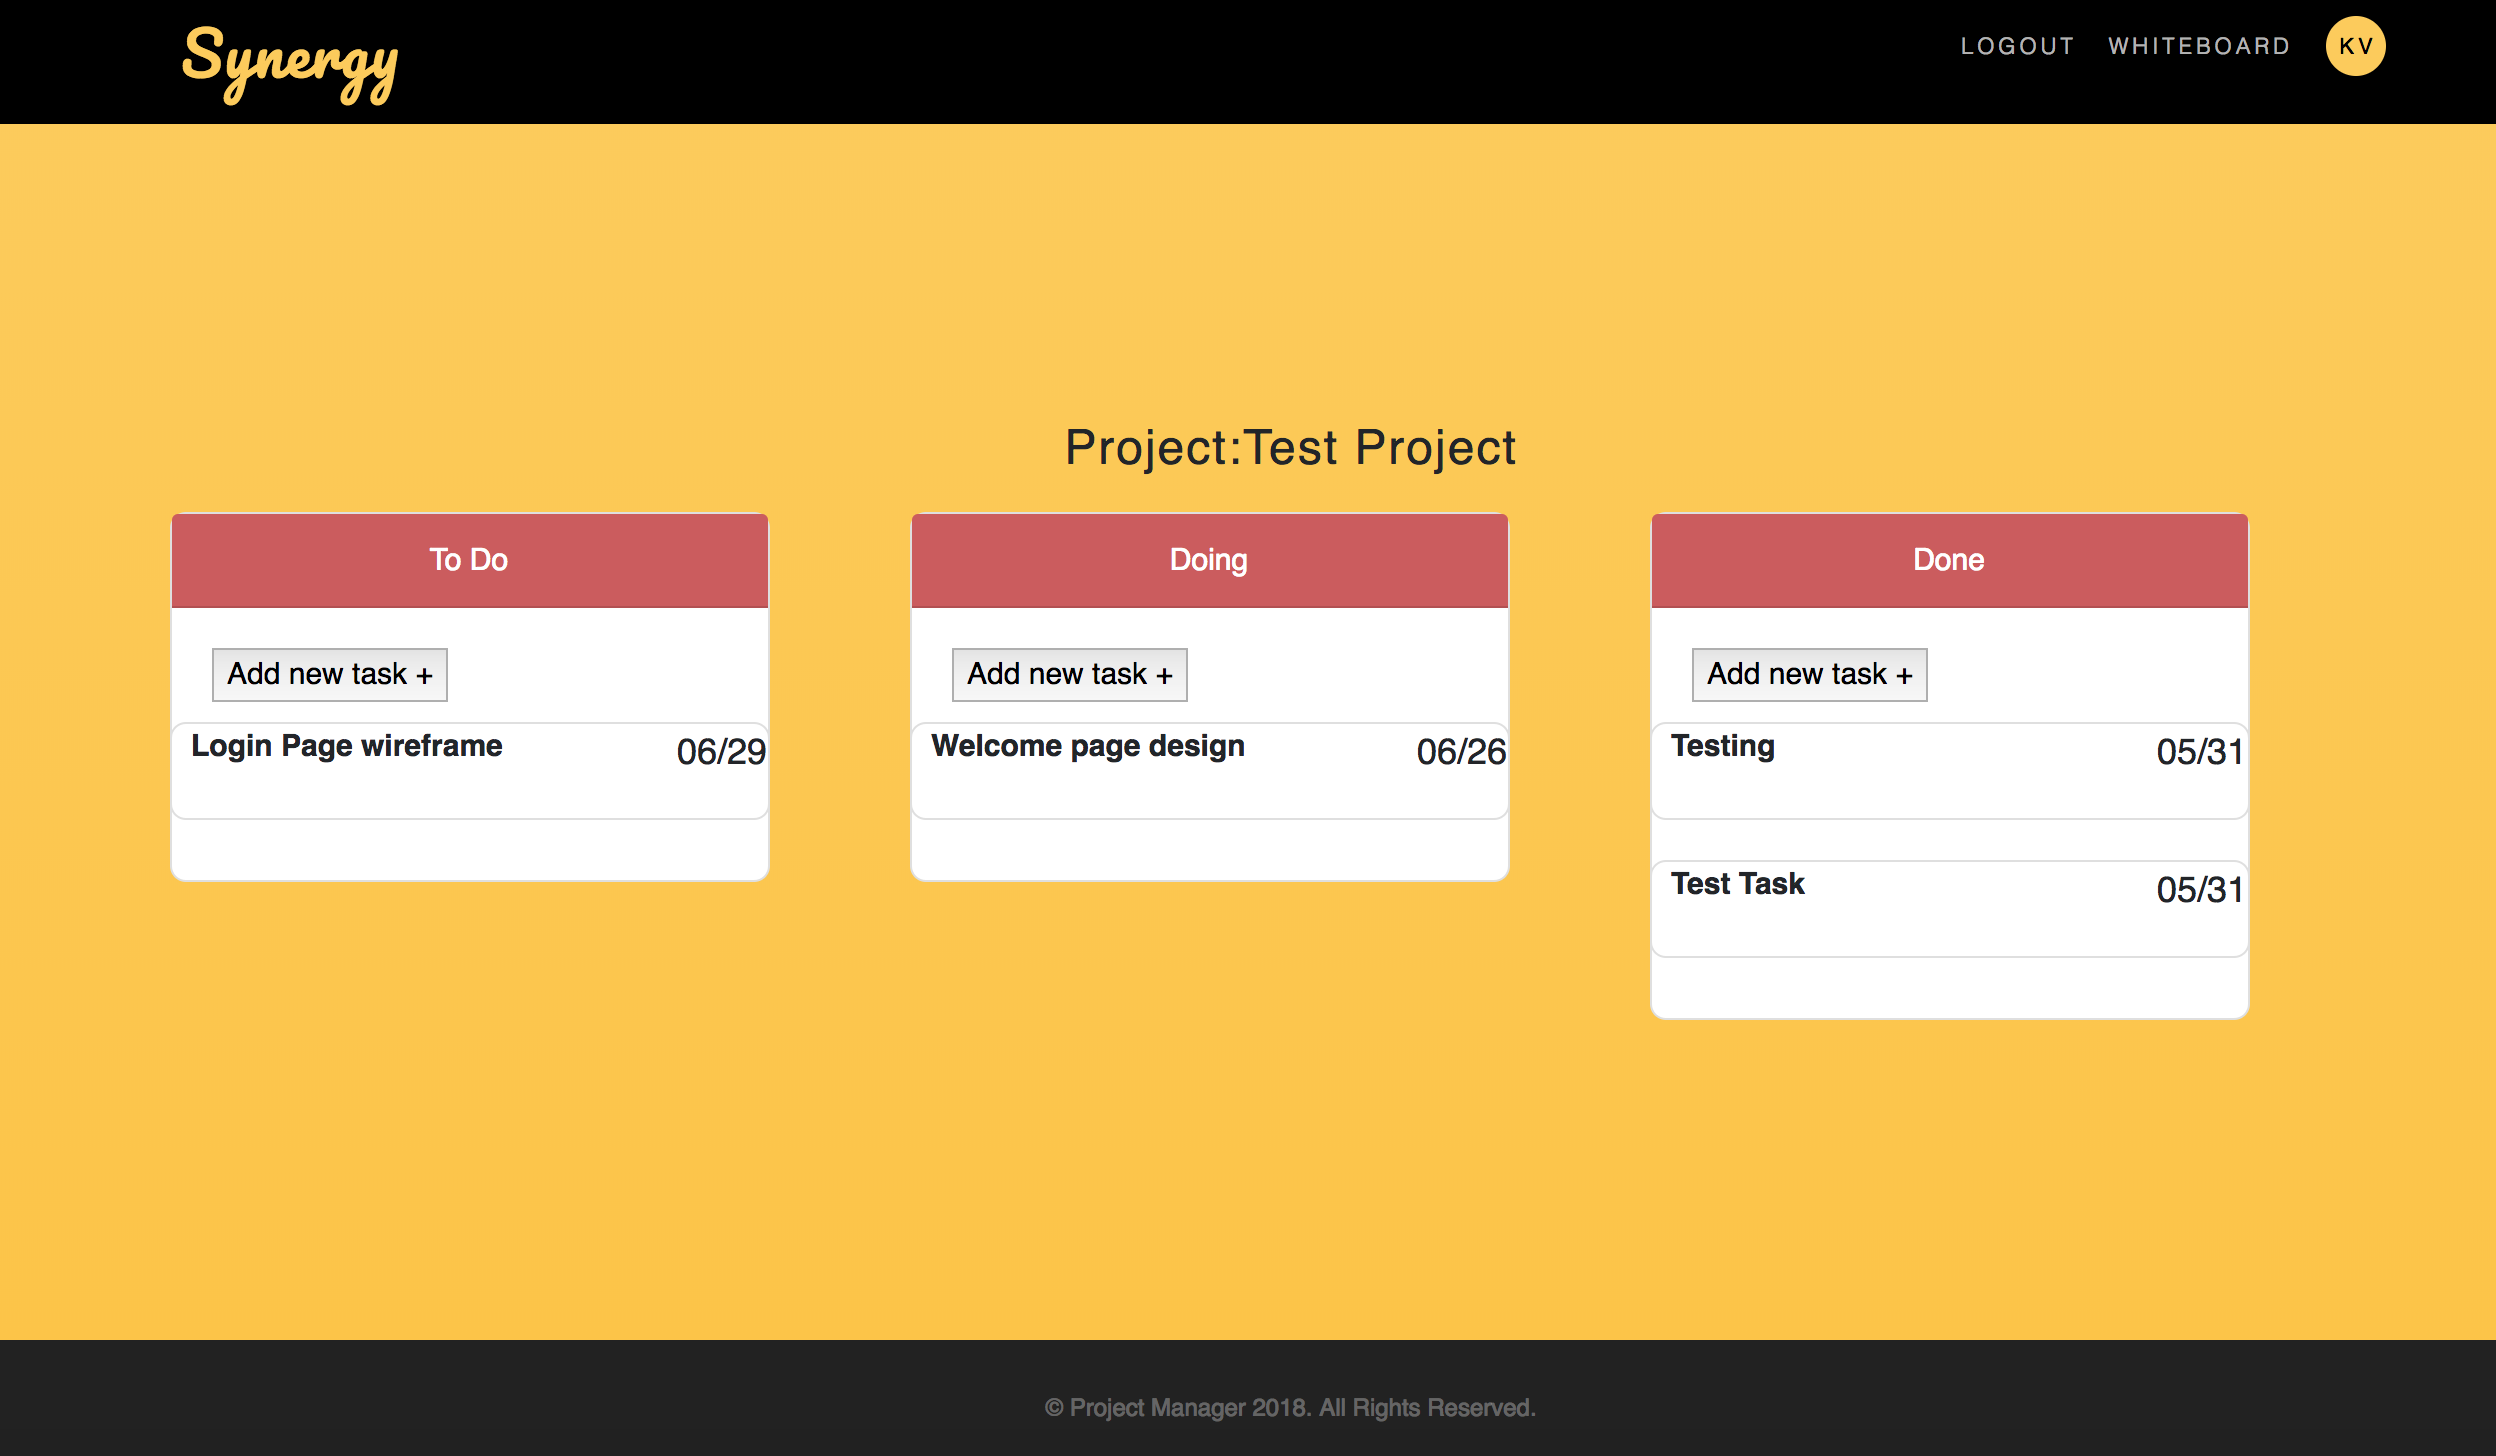 Synergy
LOGOUT WHITEBOARD KV
Project:Test Project
To Do
Add new task +
Login Page wireframe 06/29
Doing
Add new task +
Welcome page design 06/26
Done
Add new task +
Testing 05/31
Test Task 05/31
© Project Manager 2018. All Rights Reserved.